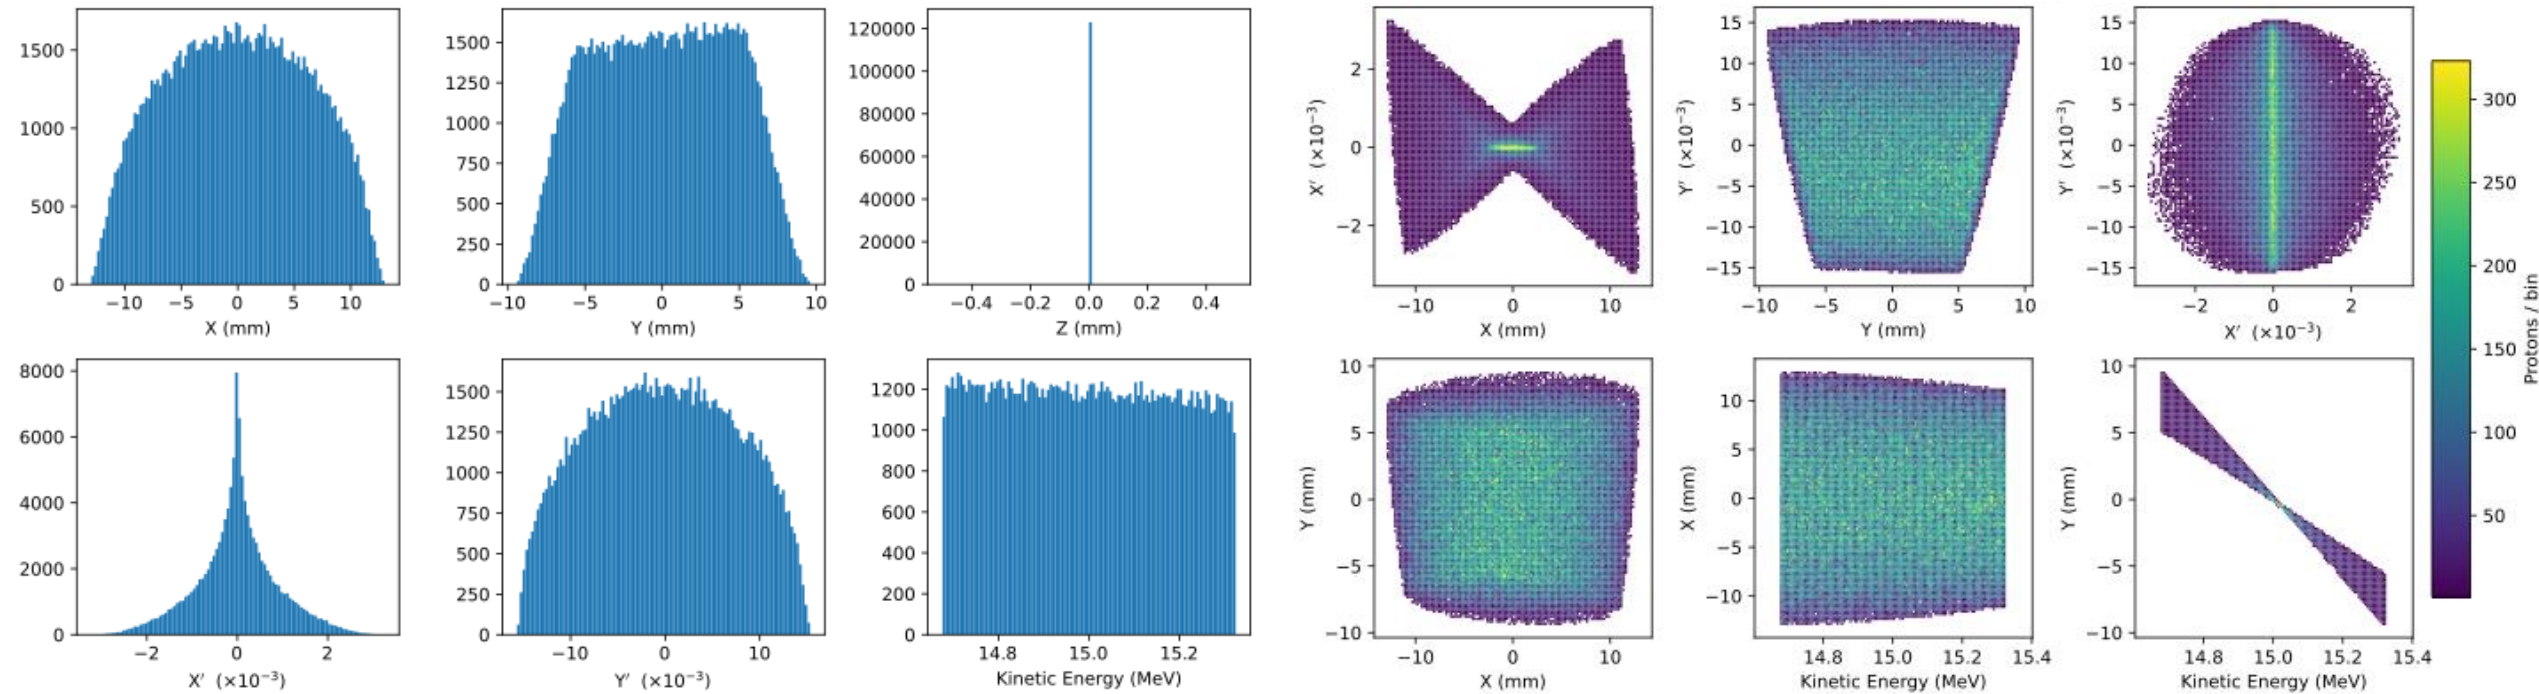 1500
1000
500
0
−10 −5 0 5 10
X (mm)
1500
1250
1000
750
500
250
0
−10 −5 0 5 10
Y (mm)
120000
100000
80000
60000
40000
20000
0
−0.4 −0.2 0.0 0.2 0.4
Z (mm)
X′ (×10⁻³)
2
0
−2
−10 0 10
X (mm)
Y′ (×10⁻³)
15
10
5
0
−5
−10
−15
−10 −5 0 5 10
Y (mm)
Y′ (×10⁻³)
15
10
5
0
−5
−10
−15
−2 0 2
X′ (×10⁻³)
8000
6000
4000
2000
0
−2 0 2
X′ (×10⁻³)
1500
1250
1000
750
500
250
0
−10 0 10
Y′ (×10⁻³)
1200
1000
800
600
400
200
0
14.8 15.0 15.2
Kinetic Energy (MeV)
Y (mm)
10
5
0
−5
−10
−10 0 10
X (mm)
X (mm)
10
5
0
−5
−10
14.8 15.0 15.2 15.4
Kinetic Energy (MeV)
Y (mm)
10
5
0
−5
−10
14.8 15.0 15.2 15.4
Kinetic Energy (MeV)
300
250
200
150
100
50
Protons / bin